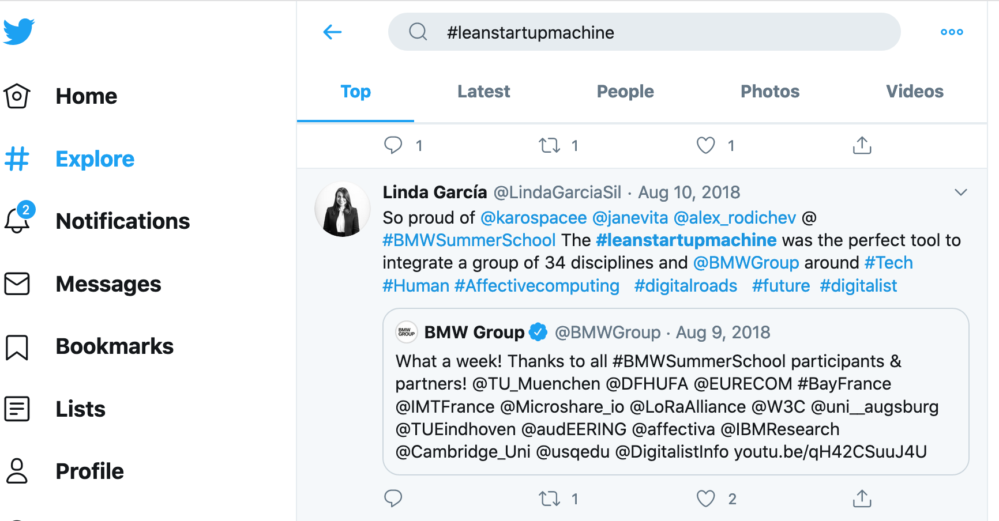 #leanstartupmachine
Top Latest People Photos Videos
Home
Explore
2
Notifications
Messages
Bookmarks
Lists
Profile
1 1 1
Linda García @LindaGarciaSil · Aug 10, 2018
So proud of @karospacee @janevita @alex_rodichev @
#BMWSummerSchool The #leanstartupmachine was the perfect tool to
integrate a group of 34 disciplines and @BMWGroup around #Tech
#Human #Affectivecomputing #digitalroads #future #digitalist
BMW
GROUP
BMW Group @BMWGroup · Aug 9, 2018
What a week! Thanks to all #BMWSummerSchool participants &
partners! @TU_Muenchen @DFHUFA @EURECOM #BayFrance
@IMTFrance @Microshare_io @LoRaAlliance @W3C @uni__augsburg
@TUEindhoven @audEERING @affectiva @IBMResearch
@Cambridge_Uni @usqedu @DigitalistInfo youtu.be/qH42CSuuJ4U
1 2